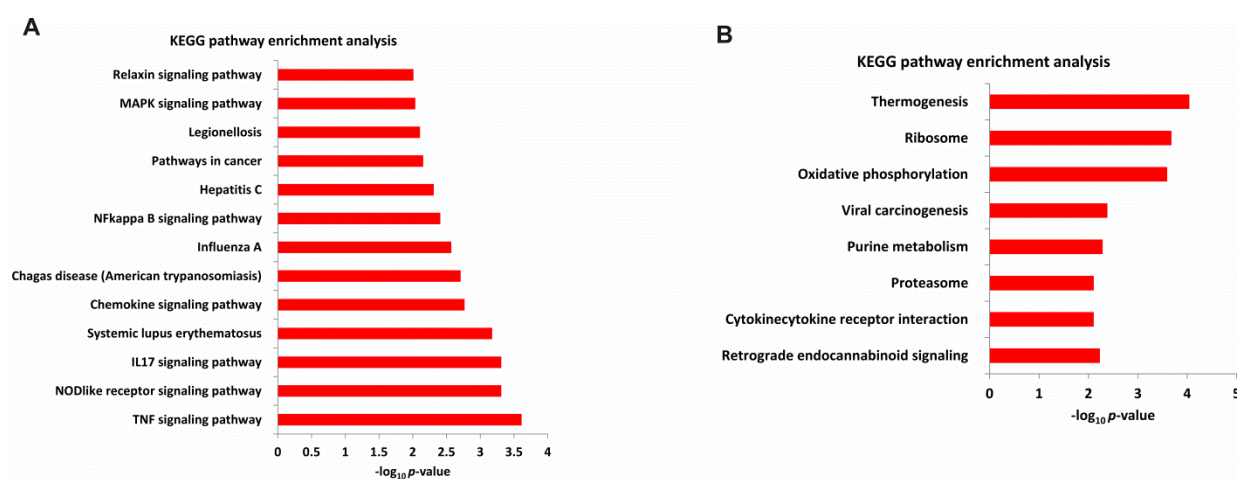 A
KEGG pathway enrichment analysis
Relaxin signaling pathway
MAPK signaling pathway
Legionellosis
Pathways in cancer
Hepatitis C
NFkappa B signaling pathway
Influenza A
Chagas disease (American trypanosomiasis)
Chemokine signaling pathway
Systemic lupus erythematosus
IL17 signaling pathway
NODlike receptor signaling pathway
TNF signaling pathway
0 0.5 1 1.5 2 2.5 3 3.5 4
-log10 p-value
B
KEGG pathway enrichment analysis
Thermogenesis
Ribosome
Oxidative phosphorylation
Viral carcinogenesis
Purine metabolism
Proteasome
Cytokinecytokine receptor interaction
Retrograde endocannabinoid signaling
0 1 2 3 4 5
-log10 p-value